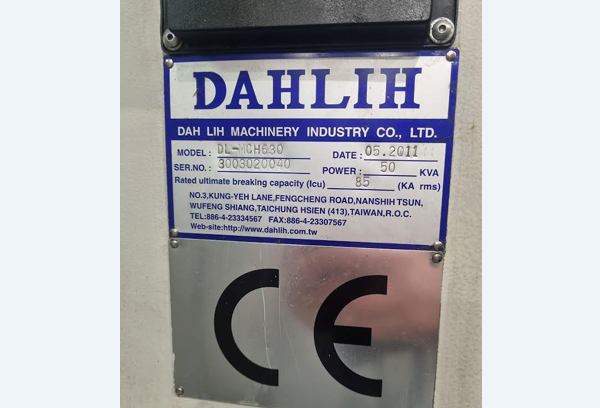 DAHLIH
DAH LIH MACHINERY INDUSTRY CO., LTD.
MODEL: DL-MCH630 DATE: 05.2011
SER.NO.: 3003020040 POWER: 50 KVA
Rated ultimate breaking capacity (Icu) 85 (KA rms)
NO.3,KUNG-YEH LANE,FENGCHENG ROAD,NANSHIH TSUN,
WUFENG SHIANG,TAICHUNG HSIEN (413),TAIWAN,R.O.C.
TEL:886-4-23334567 FAX:886-4-23307567
Web-site:http://www.dahlih.com.tw
CE